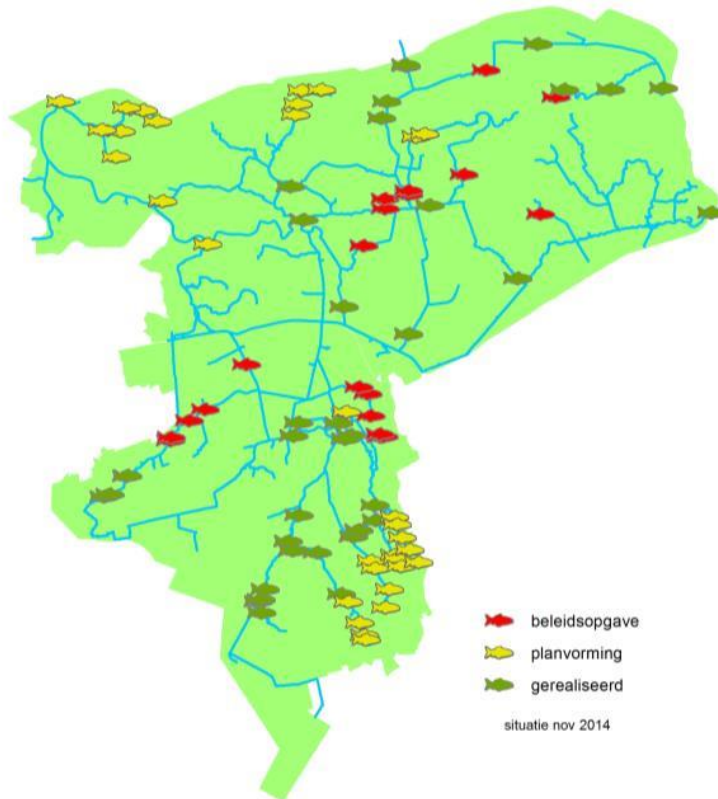 beleidsopgave
planvorming
gerealiseerd
situatie nov 2014